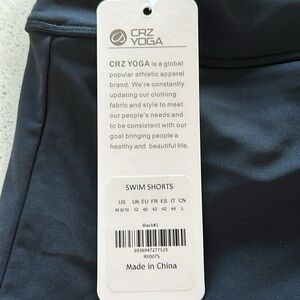 CRZ
YOGA
CRZ YOGA is a global
popular athletic apparel
brand. We're constantly
updating our clothing
fabric and style to meet
our people's needs and
to be consistent with our
goal bringing people a
healthy and beautiful life.
SWIM SHORTS
US UK EU FR ES IT CN
M 8/10 12 40 42 42 44 L
Black#1
6936947277523
RY007S
Made in China